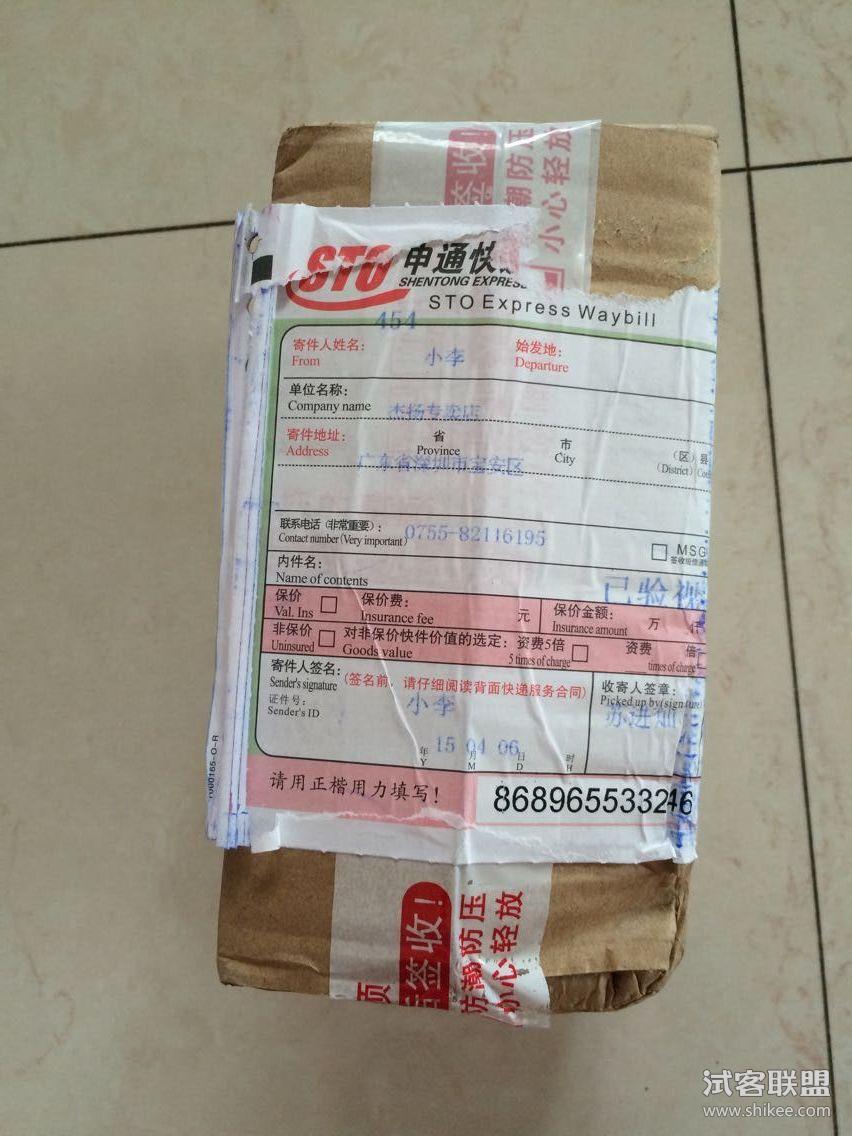 签收!
潮防压
小心轻放
STO 申通快
SHENTONG EXPRESS
STO Express Waybill
454
寄件人姓名: 小李 始发地:
From Departure
单位名称:
Company name 杰扬专卖店
寄件地址: 省 市 (区)县
Address Province City (District)
广东省深圳市宝安区
联系电话(非常重要):
Contact number (Very important) 0755-82116195
MSG
内件名:
Name of contents
已验视
保价 保价费: 元 保价金额: 万
Val. Ins Insurance fee Insurance amount
非保价 对非保价快件价值的选定: 资费5倍 资费 倍
Uninsured Goods value 5 times of charge times of charge
寄件人签名: (签名前,请仔细阅读背面快递服务合同) 收寄人签章:
Sender's signature Picked up by(signature)
证件号: 小李
Sender's ID
15 04 06
年 月 日 时
Y M D H
请用正楷用力填写! 868965533246
签收!
防潮防压
小心轻放
试客联盟
www.shikee.com